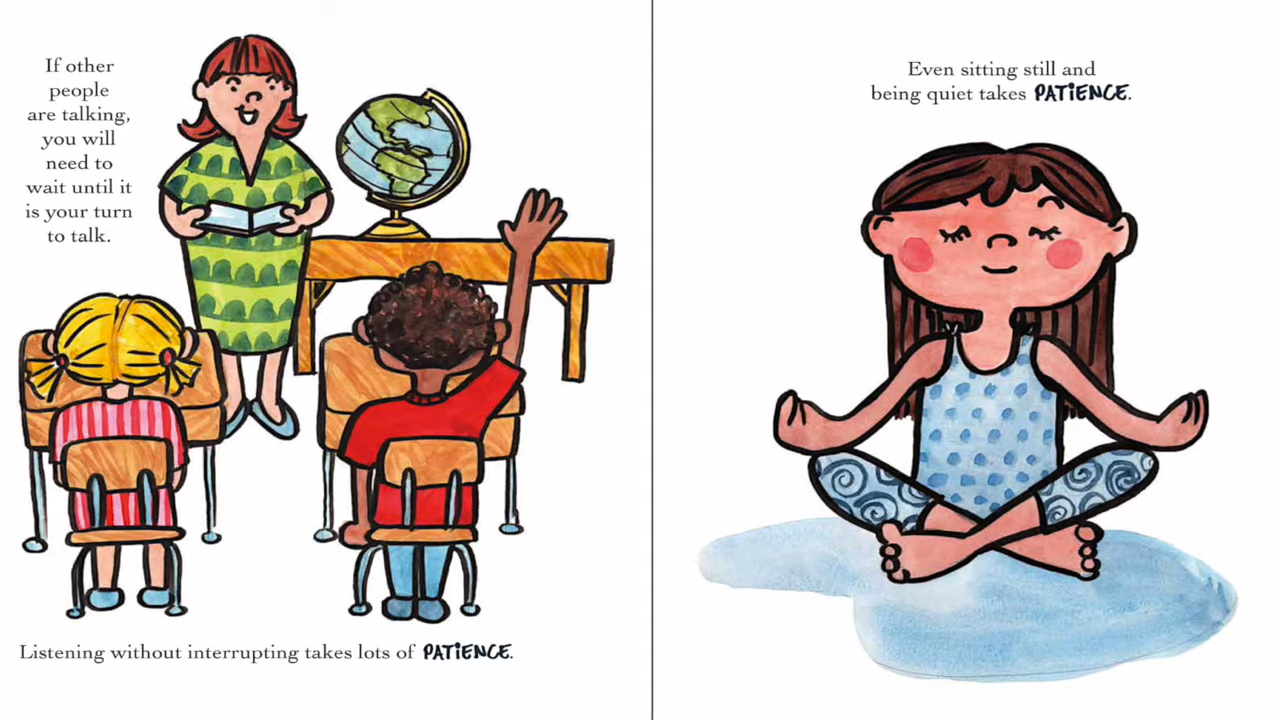 If other
people
are talking,
you will
need to
wait until it
is your turn
to talk.
Listening without interrupting takes lots of PATiENCE.
Even sitting still and
being quiet takes PATiENCE.